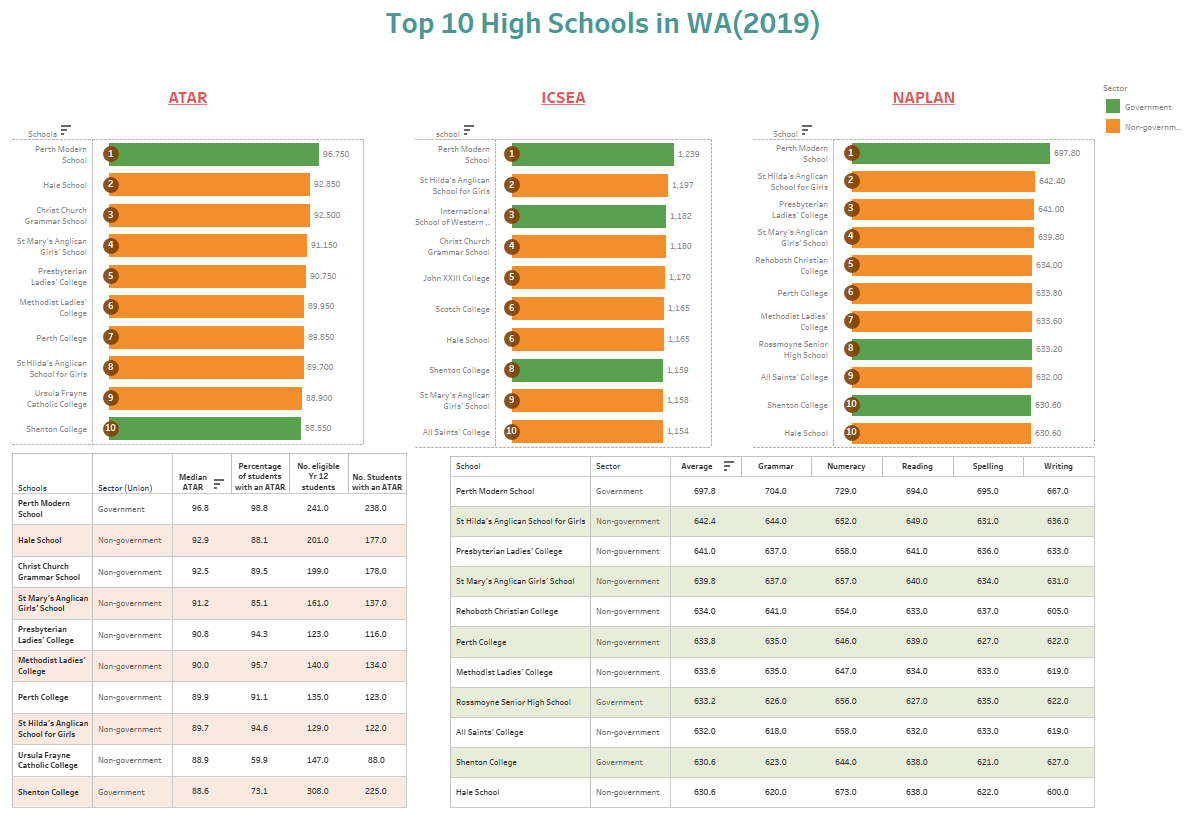 Top 10 High Schools in WA(2019)
ATAR
ICSEA
NAPLAN
Sector
Government
Non-governm..
Schools
Perth Modern
School
1
96.750
Hale School
2
92.850
Christ Church
Grammar School
3
92.500
St Mary's Anglican
Girls' School
4
91.150
Presbyterian
Ladies' College
5
90.750
Methodist Ladies'
College
6
89.950
Perth College
7
89.850
St Hilda's Anglican
School for Girls
8
89.700
Ursula Frayne
Catholic College
9
88.900
Shenton College
10
88.550
school
Perth Modern
School
1
1,239
St Hilda's Anglican
School for Girls
2
1,197
International
School of Western ..
3
1,182
Christ Church
Grammar School
4
1,180
John XXIII College
5
1,170
Scotch College
6
1,165
Hale School
6
1,165
Shenton College
8
1,159
St Mary's Anglican
Girls' School
9
1,158
All Saints' College
10
1,154
School
Perth Modern
School
1
697.80
St Hilda's Anglican
School for Girls
2
642.40
Presbyterian
Ladies' College
3
641.00
St Mary's Anglican
Girls' School
4
639.80
Rehoboth Christian
College
5
634.00
Perth College
6
633.80
Methodist Ladies'
College
7
633.60
Rossmoyne Senior
High School
8
633.20
All Saints' College
9
632.00
Shenton College
10
630.60
Hale School
10
630.60
Schools
Sector (Union)
Median
ATAR
Percentage
of students
with an ATAR
No. eligible
Yr 12
students
No. Students
with an ATAR
Perth Modern
School
Government 96.8 98.8 241.0 238.0
Hale School Non-government 92.9 88.1 201.0 177.0
Christ Church
Grammar School
Non-government 92.5 89.5 199.0 178.0
St Mary's Anglican
Girls' School
Non-government 91.2 85.1 161.0 137.0
Presbyterian
Ladies' College
Non-government 90.8 94.3 123.0 116.0
Methodist Ladies'
College
Non-government 90.0 95.7 140.0 134.0
Perth College Non-government 89.9 91.1 135.0 123.0
St Hilda's Anglican
School for Girls
Non-government 89.7 94.6 129.0 122.0
Ursula Frayne
Catholic College
Non-government 88.9 59.9 147.0 88.0
Shenton College Government 88.6 73.1 308.0 225.0
School Sector Average Grammar Numeracy Reading Spelling Writing
Perth Modern School Government 697.8 704.0 729.0 694.0 695.0 667.0
St Hilda's Anglican School for Girls Non-government 642.4 644.0 652.0 649.0 631.0 636.0
Presbyterian Ladies' College Non-government 641.0 637.0 658.0 641.0 636.0 633.0
St Mary's Anglican Girls' School Non-government 639.8 637.0 657.0 640.0 634.0 631.0
Rehoboth Christian College Non-government 634.0 641.0 654.0 633.0 637.0 605.0
Perth College Non-government 633.8 635.0 646.0 639.0 627.0 622.0
Methodist Ladies' College Non-government 633.6 635.0 647.0 634.0 633.0 619.0
Rossmoyne Senior High School Government 633.2 626.0 656.0 627.0 635.0 622.0
All Saints' College Non-government 632.0 618.0 658.0 632.0 633.0 619.0
Shenton College Government 630.6 623.0 644.0 638.0 621.0 627.0
Hale School Non-government 630.6 620.0 673.0 638.0 622.0 600.0